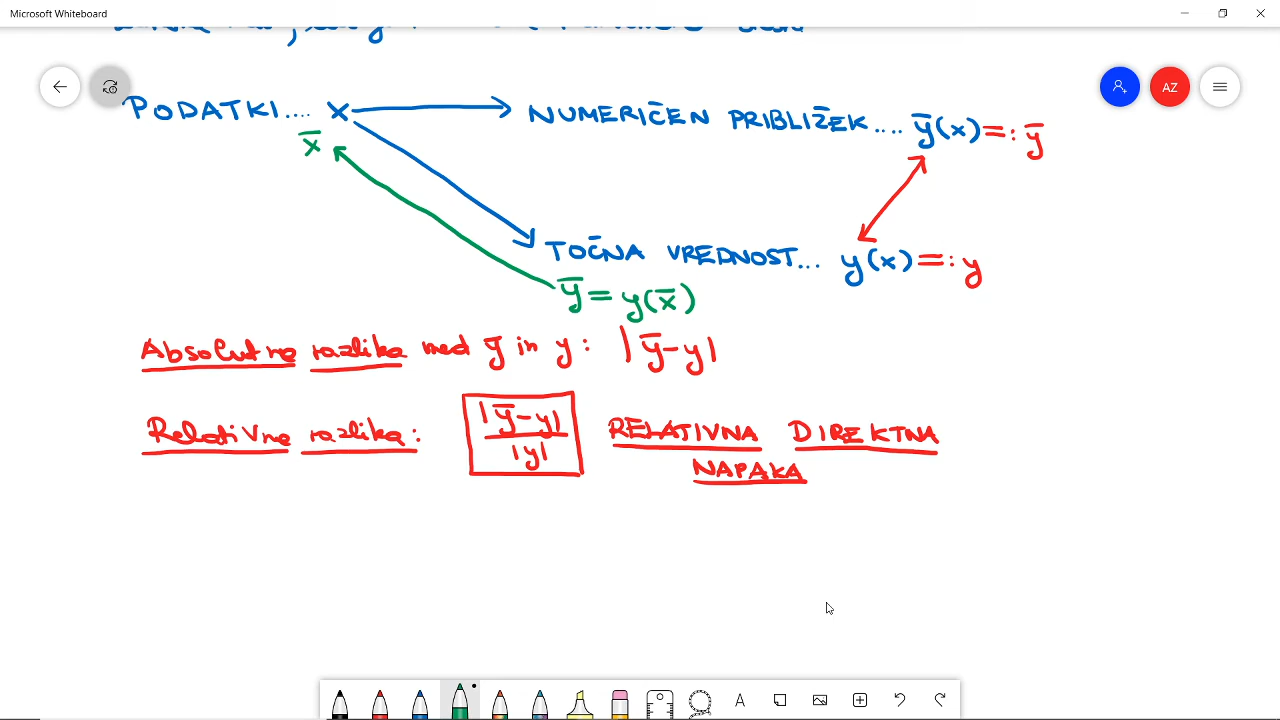 Microsoft Whiteboard
AZ
PODATKI.... x
x̅
NUMERIČEN PRIBLIŽEK.... y̅(x) =: y̅
TOČNA VREDNOST... y(x) =: y
y̅ = y(x̅)
Absolutna razlika med y̅ in y: |y̅-y|
Relativna razlika: |y̅-y| / |y| RELATIVNA DIREKTNA
NAPAKA
A